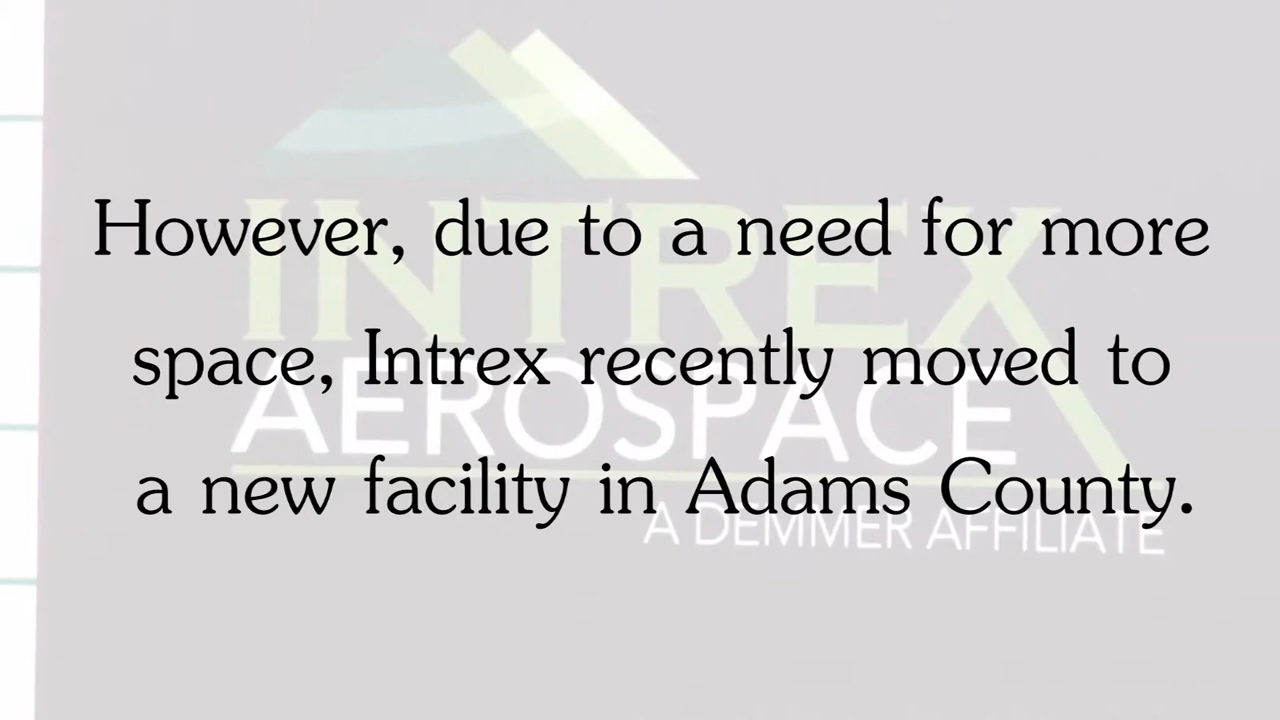 However, due to a need for more
space, Intrex recently moved to
a new facility in Adams County.
INTREX
AEROSPACE
A DEMMER AFFILIATE